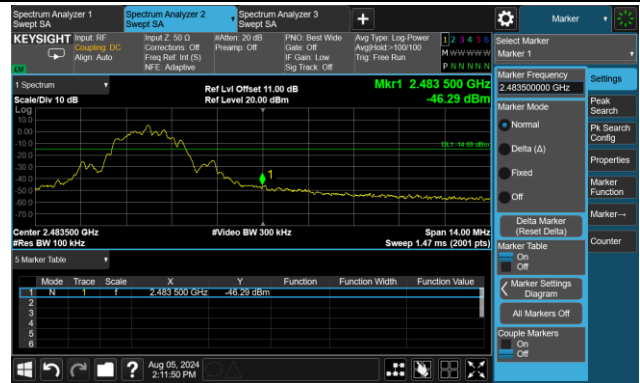 Spectrum Analyzer 1
Swept SA
Spectrum Analyzer 2
Swept SA
Spectrum Analyzer 3
Swept SA
Marker
KEYSIGHT
Input: RF
Coupling: DC
Align: Auto
Input Z: 50 Ω
Corrections: Off
Freq Ref: Int (S)
NFE: Adaptive
#Atten: 20 dB
Preamp: Off
PNO: Best Wide
Gate: Off
IF Gain: Low
Sig Track: Off
Avg Type: Log-Power
Avg|Hold:>100/100
Trig: Free Run
1 2 3 4 5 6
M W W W W W
P N N N N N
LXI
1 Spectrum
Scale/Div 10 dB
Ref Lvl Offset 11.00 dB
Ref Level 20.00 dBm
Mkr1 2.483 500 GHz
-46.29 dBm
Log
10.0
0.00
-10.0
-20.0
-30.0
-40.0
-50.0
-60.0
-70.0
DL1 -14.69 dBm
1
Center 2.483500 GHz
#Res BW 100 kHz
#Video BW 300 kHz
Span 14.00 MHz
Sweep 1.47 ms (2001 pts)
5 Marker Table
Mode Trace Scale X Y Function Function Width Function Value
1 N 1 f 2.483 500 GHz -46.29 dBm
2
3
4
5
6
Select Marker
Marker 1
Marker Frequency
2.483500000 GHz
Marker Mode
Normal
Delta (Δ)
Fixed
Off
Delta Marker
(Reset Delta)
Marker Table
On
Off
Marker Settings
Diagram
All Markers Off
Couple Markers
On
Off
Settings
Peak
Search
Pk Search
Config
Properties
Marker
Function
Marker→
Counter
?
Aug 05, 2024
2:11:50 PM